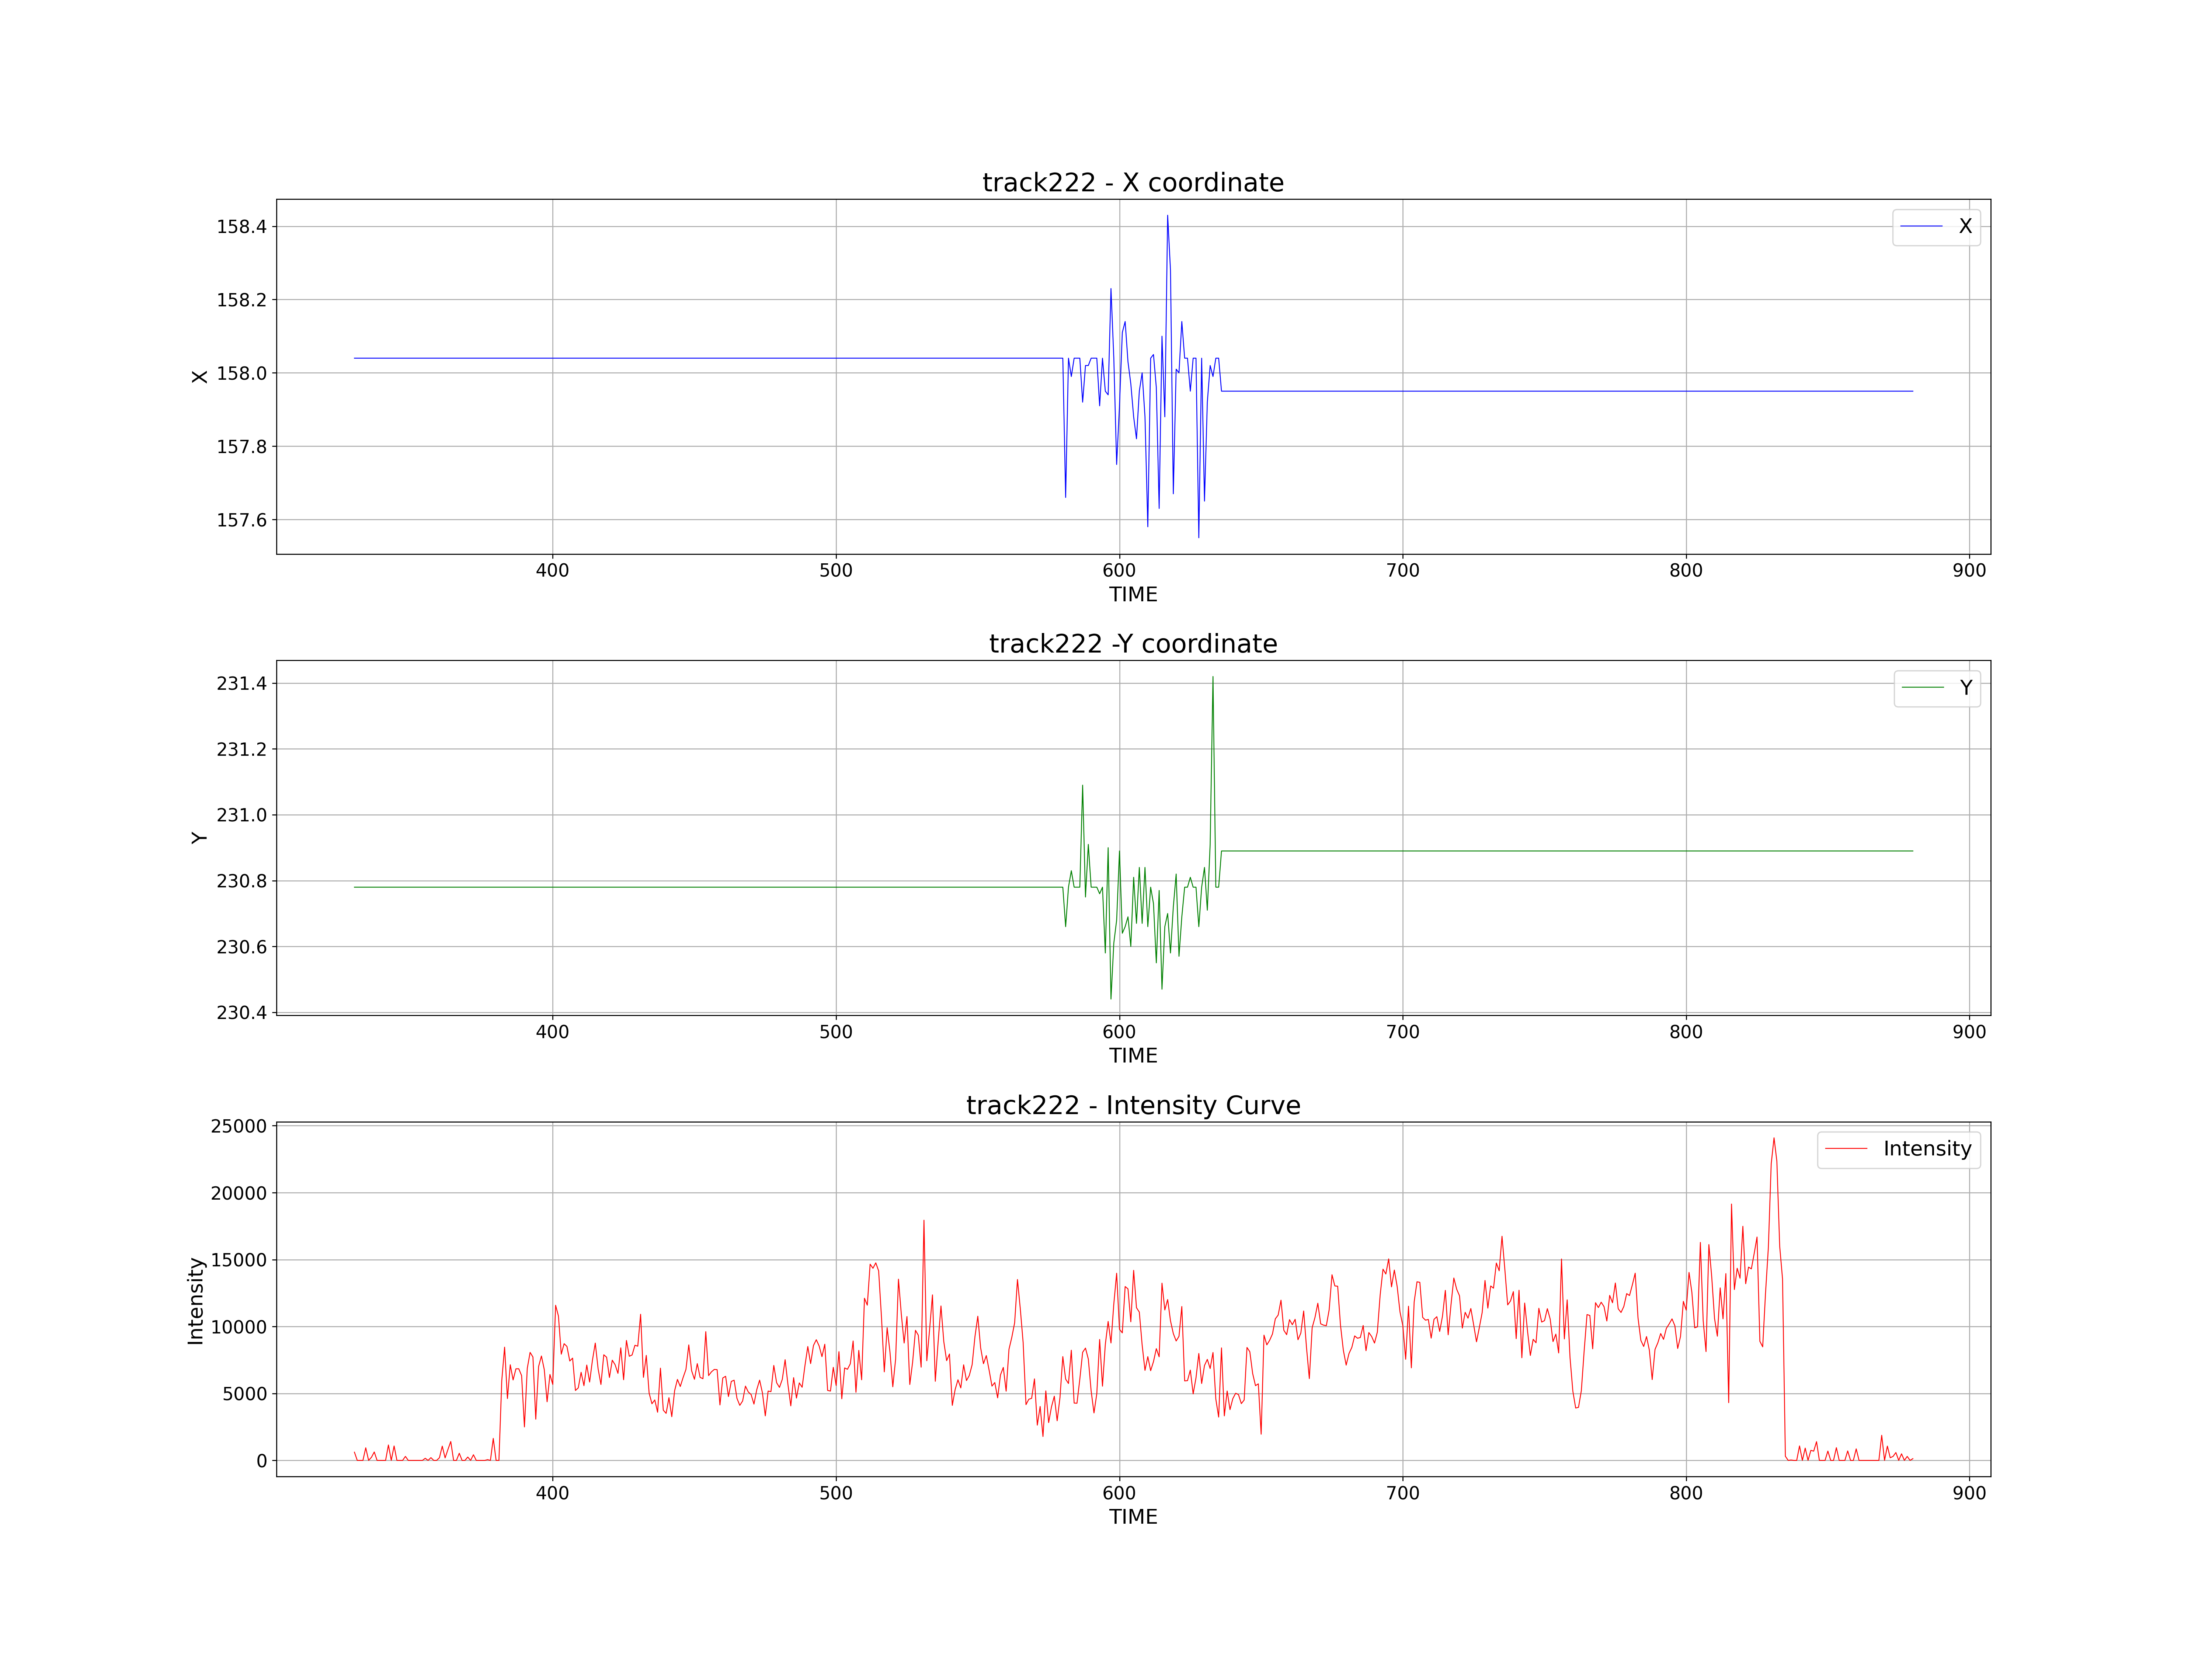 track222 - X coordinate
X
158.4
158.2
158.0
157.8
157.6
X
400 500 600 700 800 900
TIME
track222 -Y coordinate
Y
231.4
231.2
231.0
230.8
230.6
230.4
Y
400 500 600 700 800 900
TIME
track222 - Intensity Curve
Intensity
25000
20000
15000
10000
5000
0
Intensity
400 500 600 700 800 900
TIME